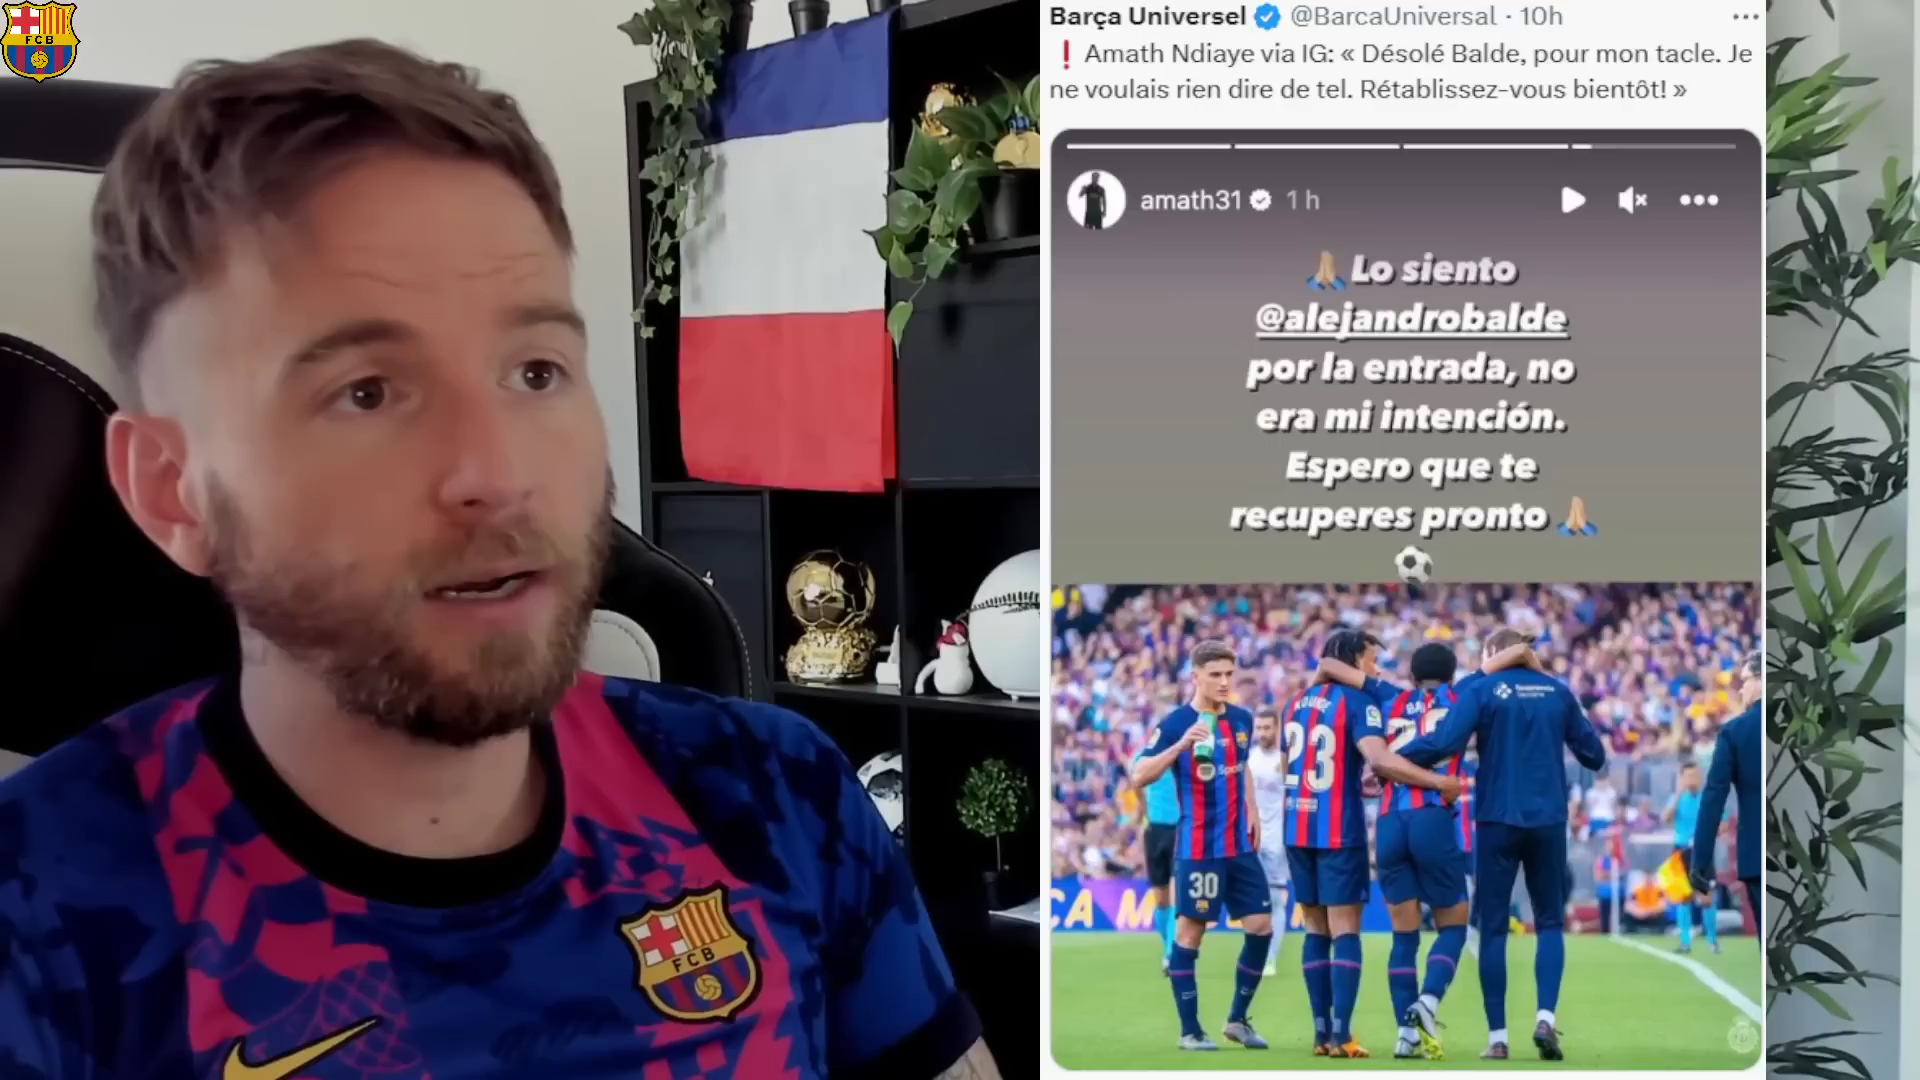 FCB
Barça Universel @BarcaUniversal · 10h
❗ Amath Ndiaye via IG: « Désolé Balde, pour mon tacle. Je
ne voulais rien dire de tel. Rétablissez-vous bientôt! »
amath31 1 h
🙏🏼Lo siento
@alejandrobalde
por la entrada, no
era mi intención.
Espero que te
recuperes pronto🙏🏼
⚽
23
30
FCB